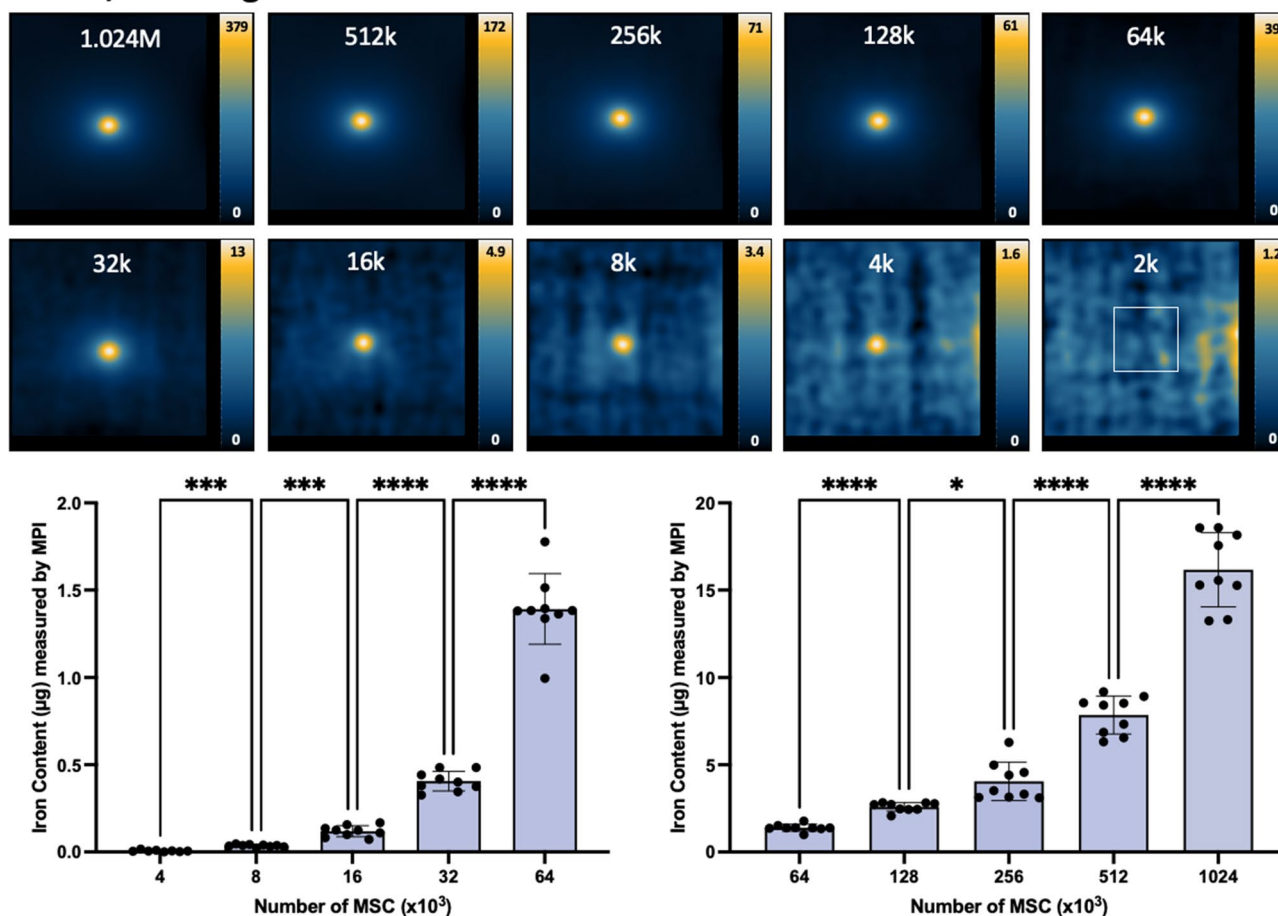 1.024M 379 0
512k 172 0
256k 71 0
128k 61 0
64k 39 0
32k 13 0
16k 4.9 0
8k 3.4 0
4k 1.6 0
2k 1.2 0
*** *** **** ****
Iron Content (µg) measured by MPI
2.0
1.5
1.0
0.5
0.0
4 8 16 32 64
Number of MSC (x10³)
**** * **** ****
Iron Content (µg) measured by MPI
20
15
10
5
0
64 128 256 512 1024
Number of MSC (x10³)